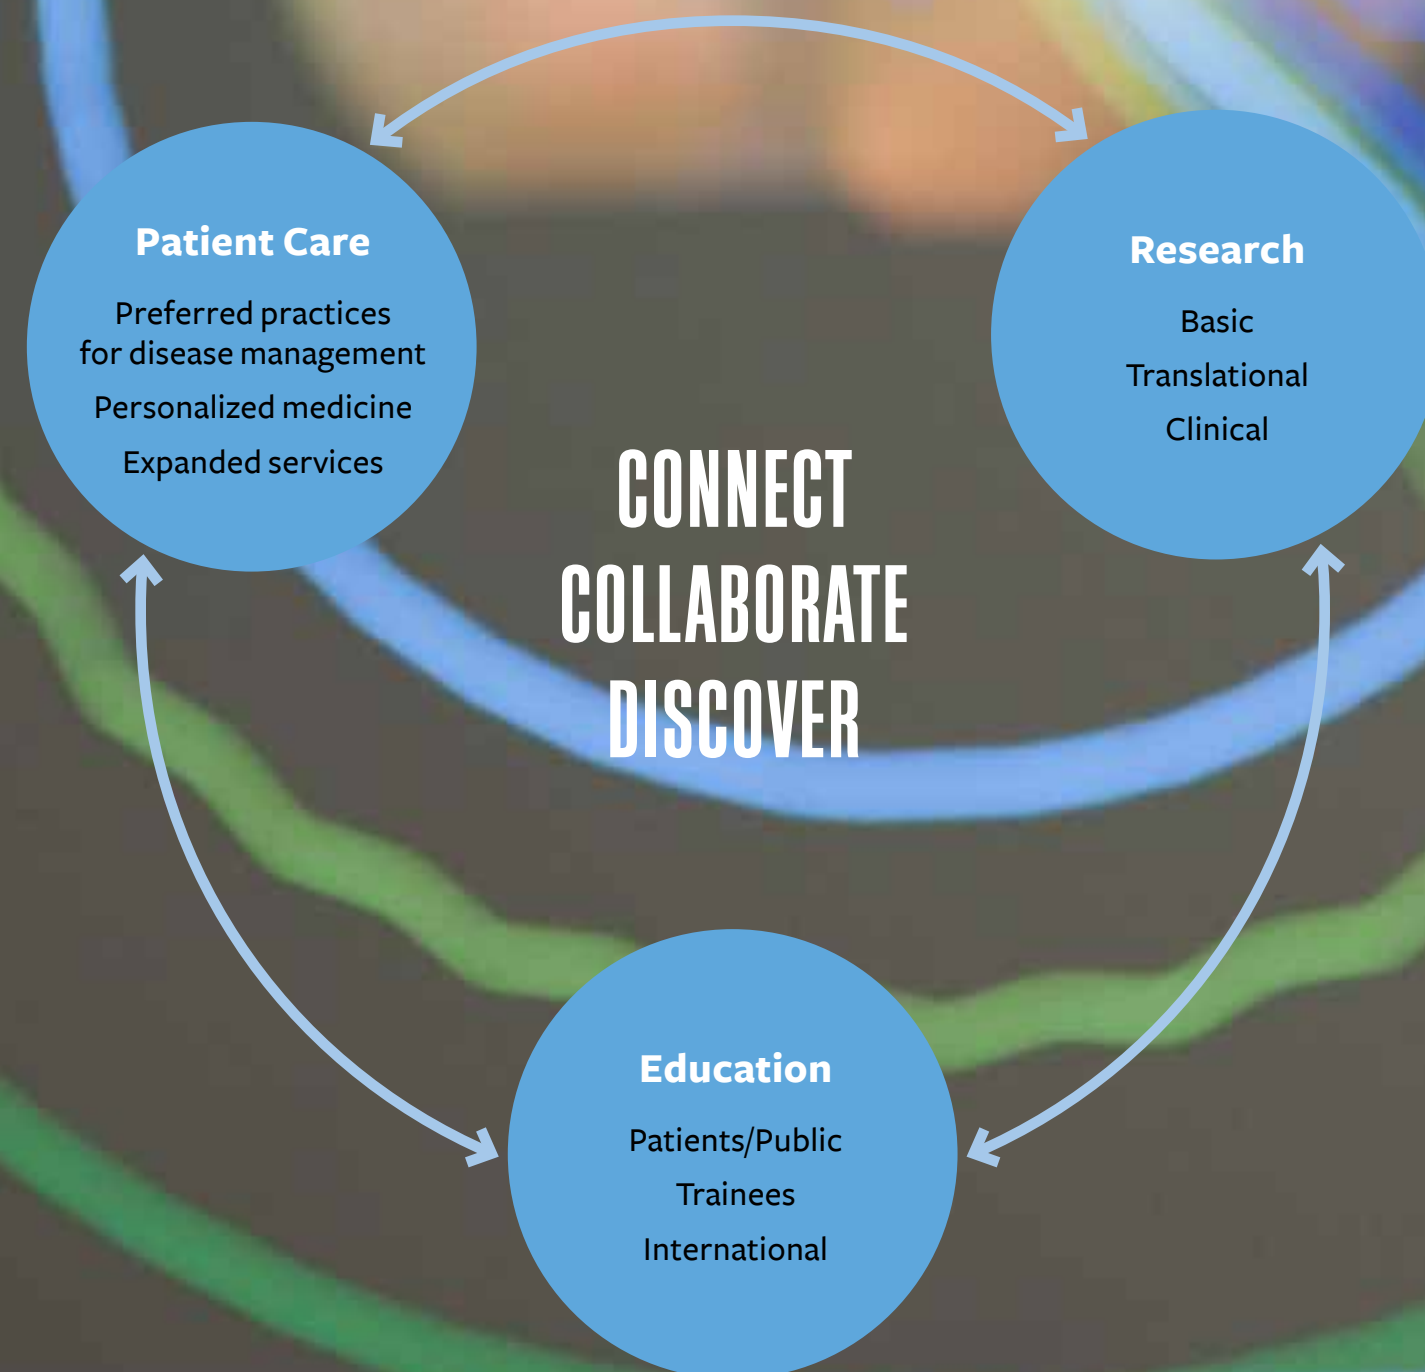 Patient Care
Preferred practices
for disease management
Personalized medicine
Expanded services
Research
Basic
Translational
Clinical
CONNECT
COLLABORATE
DISCOVER
Education
Patients/Public
Trainees
International